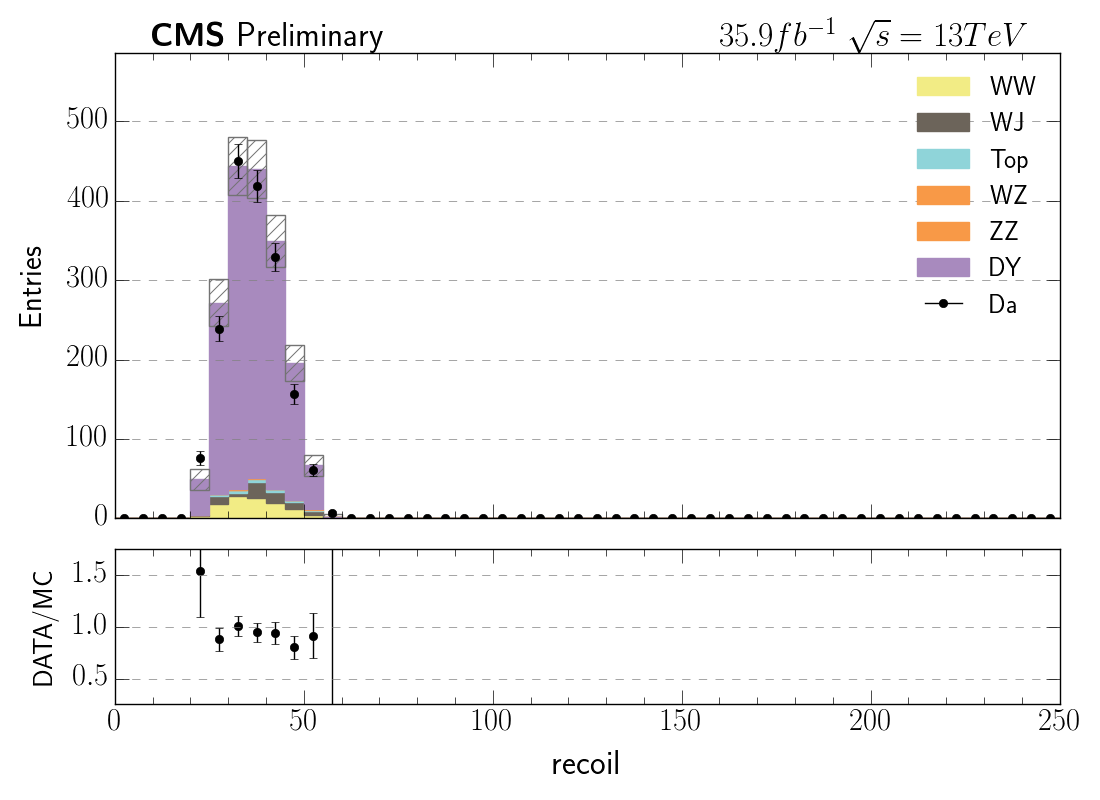 CMS Preliminary
35.9fb⁻¹ √s = 13TeV
Entries
500
400
300
200
100
0
WW
WJ
Top
WZ
ZZ
DY
Da
DATA/MC
1.5
1.0
0.5
0 50 100 150 200 250
recoil